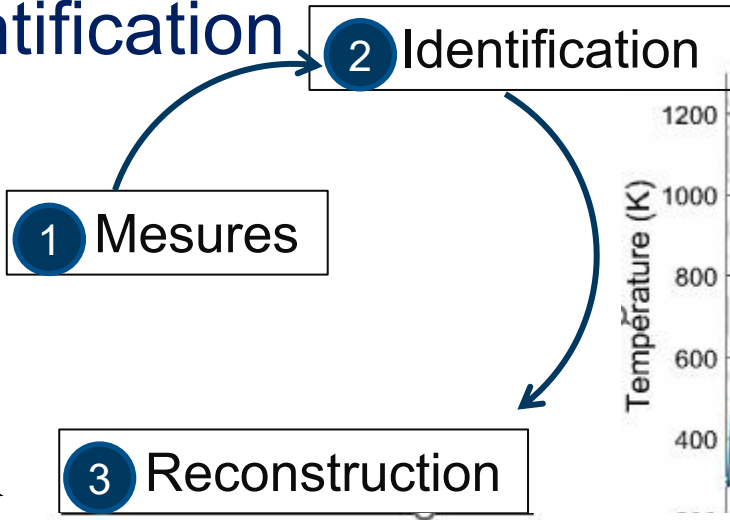 ntification
2 Identification
1 Mesures
3 Reconstruction
Température (K)
1200
1000
800
600
400